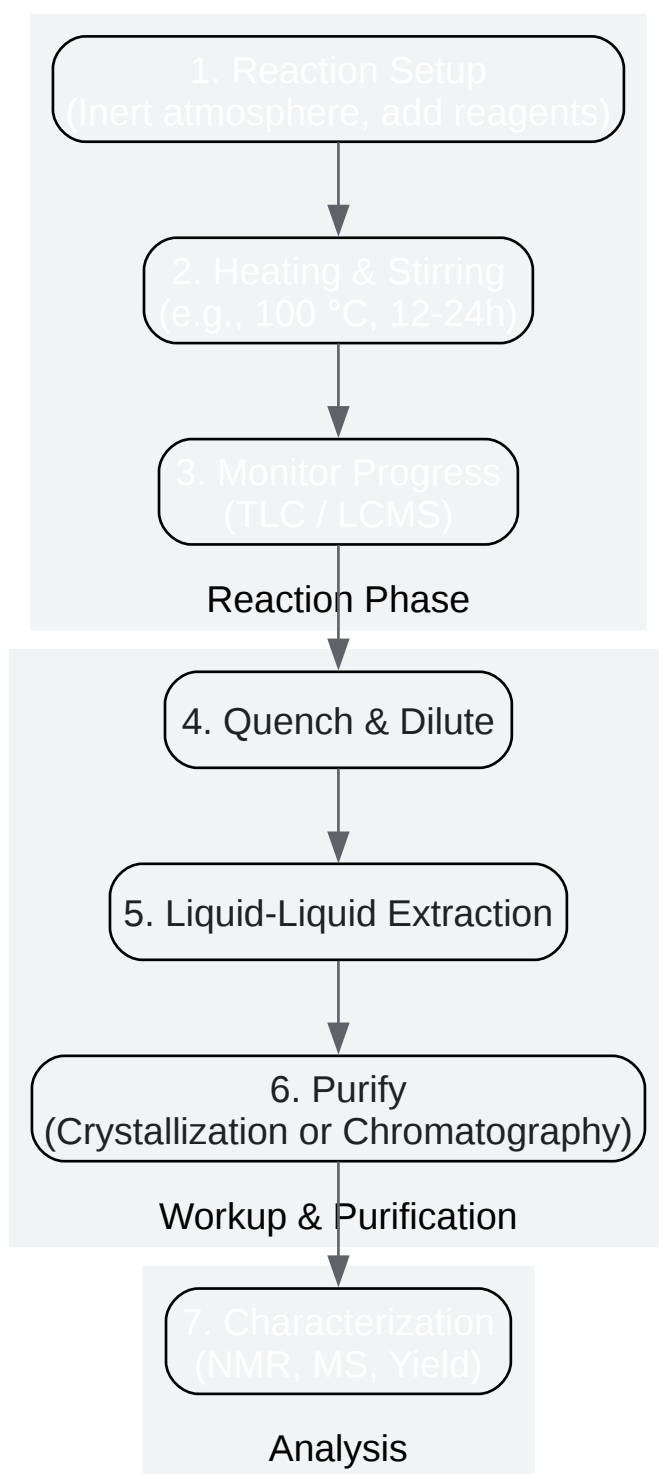 1. Reaction Setup
(Inert atmosphere, add reagents)
2. Heating & Stirring
(e.g., 100 °C, 12-24h)
3. Monitor Progress
(TLC / LCMS)
Reaction Phase
4. Quench & Dilute
5. Liquid-Liquid Extraction
6. Purify
(Crystallization or Chromatography)
Workup & Purification
7. Characterization
(NMR, MS, Yield)
Analysis